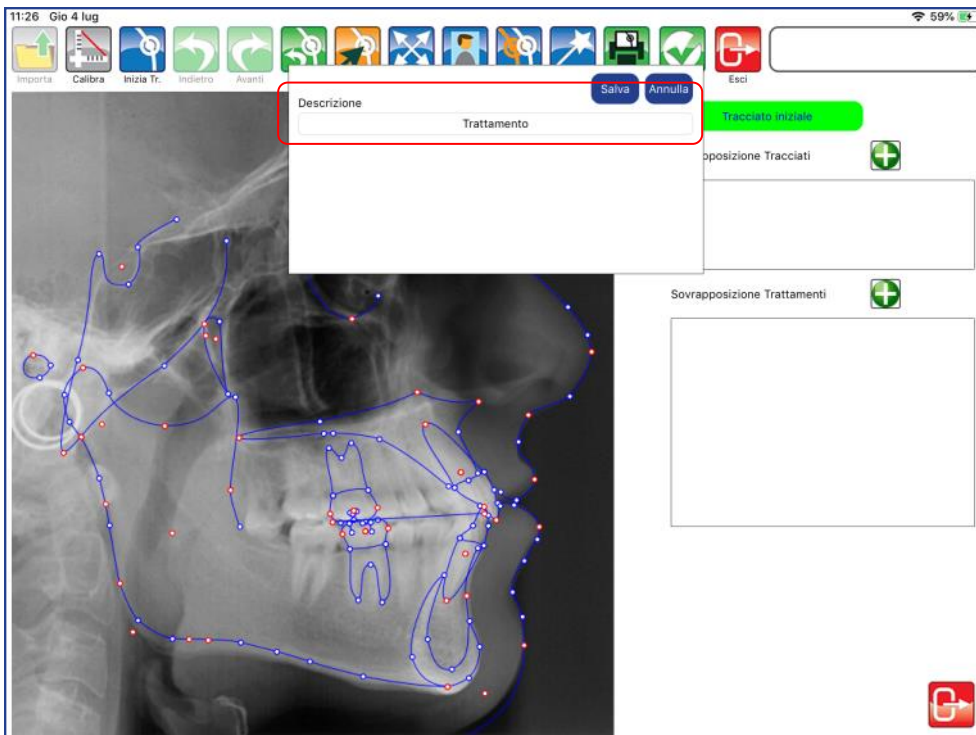 11:26 Gio 4 lug
59%
Importa Calibra Inizia Tr. Indietro Avanti Esci
Salva Annulla
Descrizione
Trattamento
Tracciato iniziale
pposizione Tracciati
Sovrapposizione Trattamenti